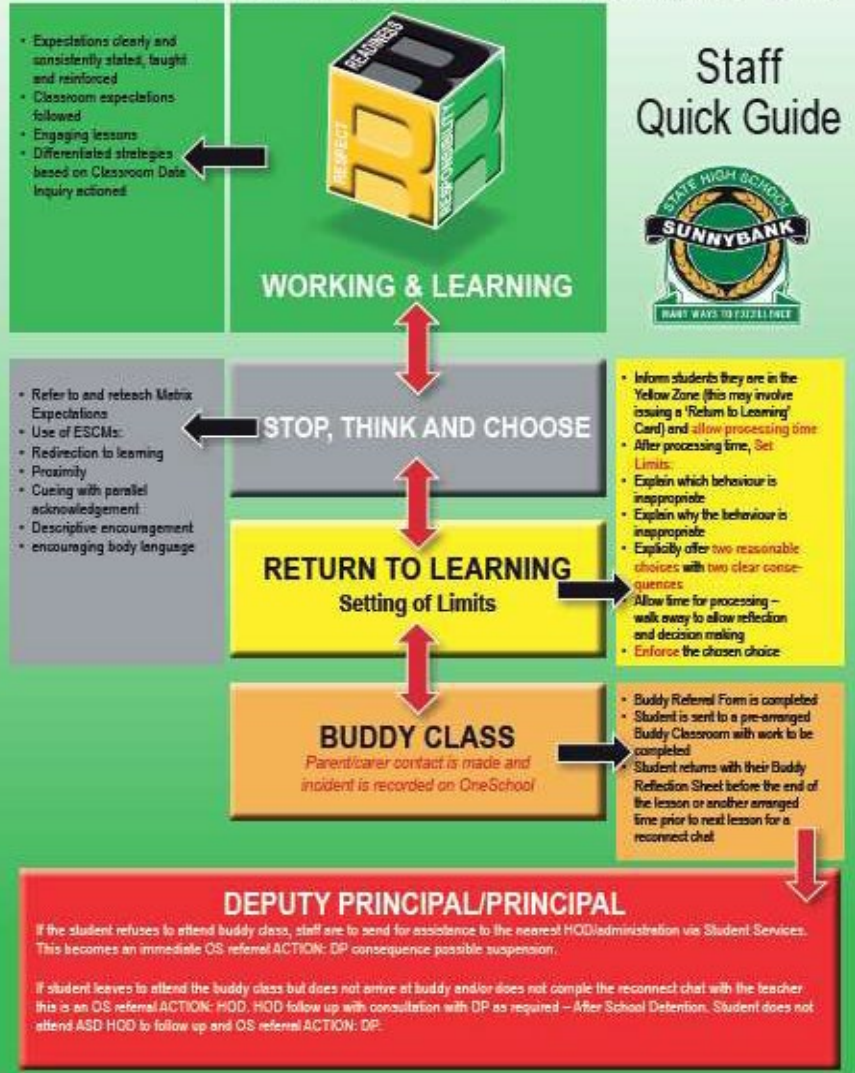 • Expectations clearly and
consistently stated, taught
and reinforced
• Classroom expectations
followed
• Engaging lessons
• Differentiated strategies
based on Classroom Data
Inquiry actioned
READINESS
RESPECT
RESPONSIBILITY
R
R
R
WORKING & LEARNING
Staff
Quick Guide
STATE HIGH SCHOOL
SUNNYBANK
MANY WAYS TO EXCELLENCE
• Refer to and reteach Matrix
Expectations
• Use of ESCMs:
• Redirection to learning
• Proximity
• Cueing with parallel
acknowledgement
• Descriptive encouragement
• encouraging body language
STOP, THINK AND CHOOSE
RETURN TO LEARNING
Setting of Limits
• Inform students they are in the
Yellow Zone (this may involve
issuing a 'Return to Learning'
Card) and allow processing time
• After processing time, Set
Limits:
• Explain which behaviour is
inappropriate
• Explain why the behaviour is
inappropriate
• Explicitly offer two reasonable
choices with two clear conse-
quences
• Allow time for processing –
walk away to allow reflection
and decision making
• Enforce the chosen choice
BUDDY CLASS
Parent/carer contact is made and
incident is recorded on OneSchool
• Buddy Referral Form is completed
• Student is sent to a pre-arranged
Buddy Classroom with work to be
completed
• Student returns with their Buddy
Reflection Sheet before the end of
the lesson or another arranged
time prior to next lesson for a
reconnect chat
DEPUTY PRINCIPAL/PRINCIPAL
If the student refuses to attend buddy class, staff are to send for assistance to the nearest HOD/administration via Student Services.
This becomes an immediate OS referral ACTION: DP consequence possible suspension.
If student leaves to attend the buddy class but does not arrive at buddy and/or does not comple the reconnect chat with the teacher
this is an OS referral ACTION: HOD. HOD follow up with consultation with DP as required – After School Detention. Student does not
attend ASD HOD to follow up and OS referral ACTION: DP.